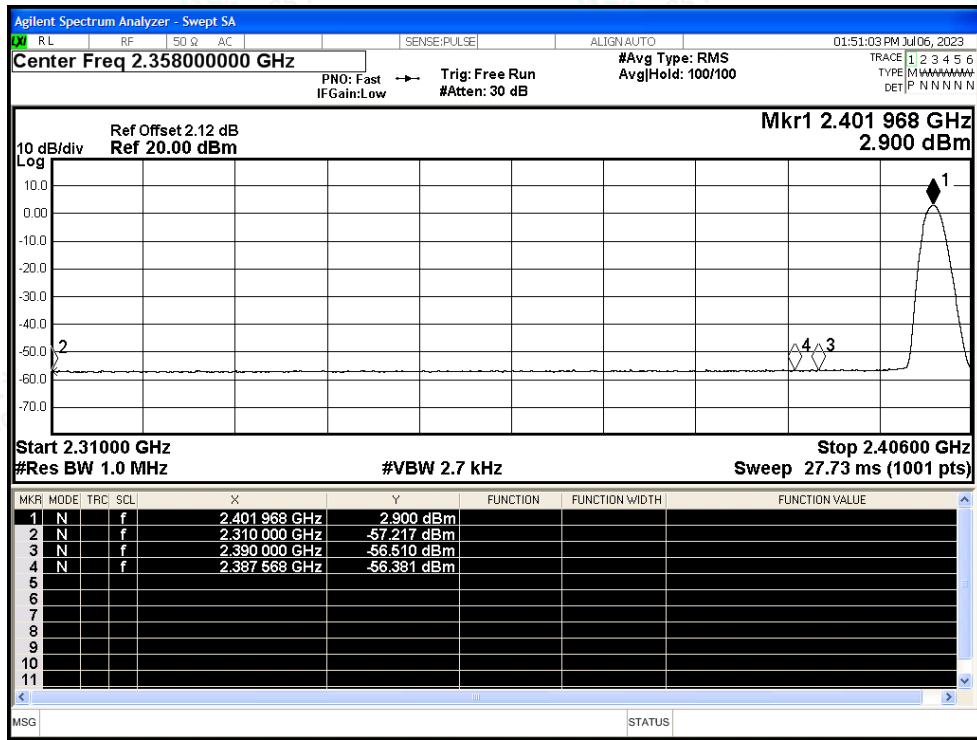 Agilent Spectrum Analyzer - Swept SA
LXI RL RF 50 Ω AC SENSE:PULSE ALIGN AUTO 01:51:03 PM Jul 06, 2023
Center Freq 2.358000000 GHz
PNO: Fast Trig: Free Run
IFGain:Low #Atten: 30 dB
#Avg Type: RMS
Avg|Hold: 100/100
TRACE 1 2 3 4 5 6
TYPE M
DET P N N N N N
Ref Offset 2.12 dB
10 dB/div Ref 20.00 dBm
Log
Mkr1 2.401 968 GHz
2.900 dBm
10.0
0.00
-10.0
-20.0
-30.0
-40.0
-50.0
-60.0
-70.0
1
2
4 3
Start 2.31000 GHz Stop 2.40600 GHz
#Res BW 1.0 MHz #VBW 2.7 kHz Sweep 27.73 ms (1001 pts)
MKR MODE TRC SCL X Y FUNCTION FUNCTION WIDTH FUNCTION VALUE
1 N f 2.401 968 GHz 2.900 dBm
2 N f 2.310 000 GHz -57.217 dBm
3 N f 2.390 000 GHz -56.510 dBm
4 N f 2.387 568 GHz -56.381 dBm
5
6
7
8
9
10
11
MSG STATUS